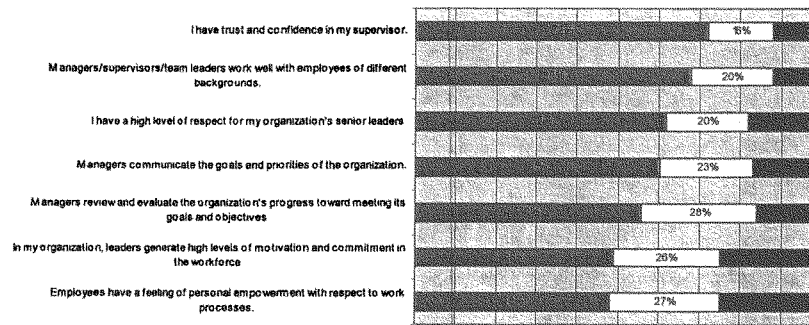 I have trust and confidence in my supervisor.
16%
Managers/supervisors/team leaders work well with employees of different
backgrounds.
20%
I have a high level of respect for my organization's senior leaders
20%
Managers communicate the goals and priorities of the organization.
23%
Managers review and evaluate the organization's progress toward meeting its
goals and objectives
28%
In my organization, leaders generate high levels of motivation and commitment in
the workforce
26%
Employees have a feeling of personal empowerment with respect to work
processes.
27%